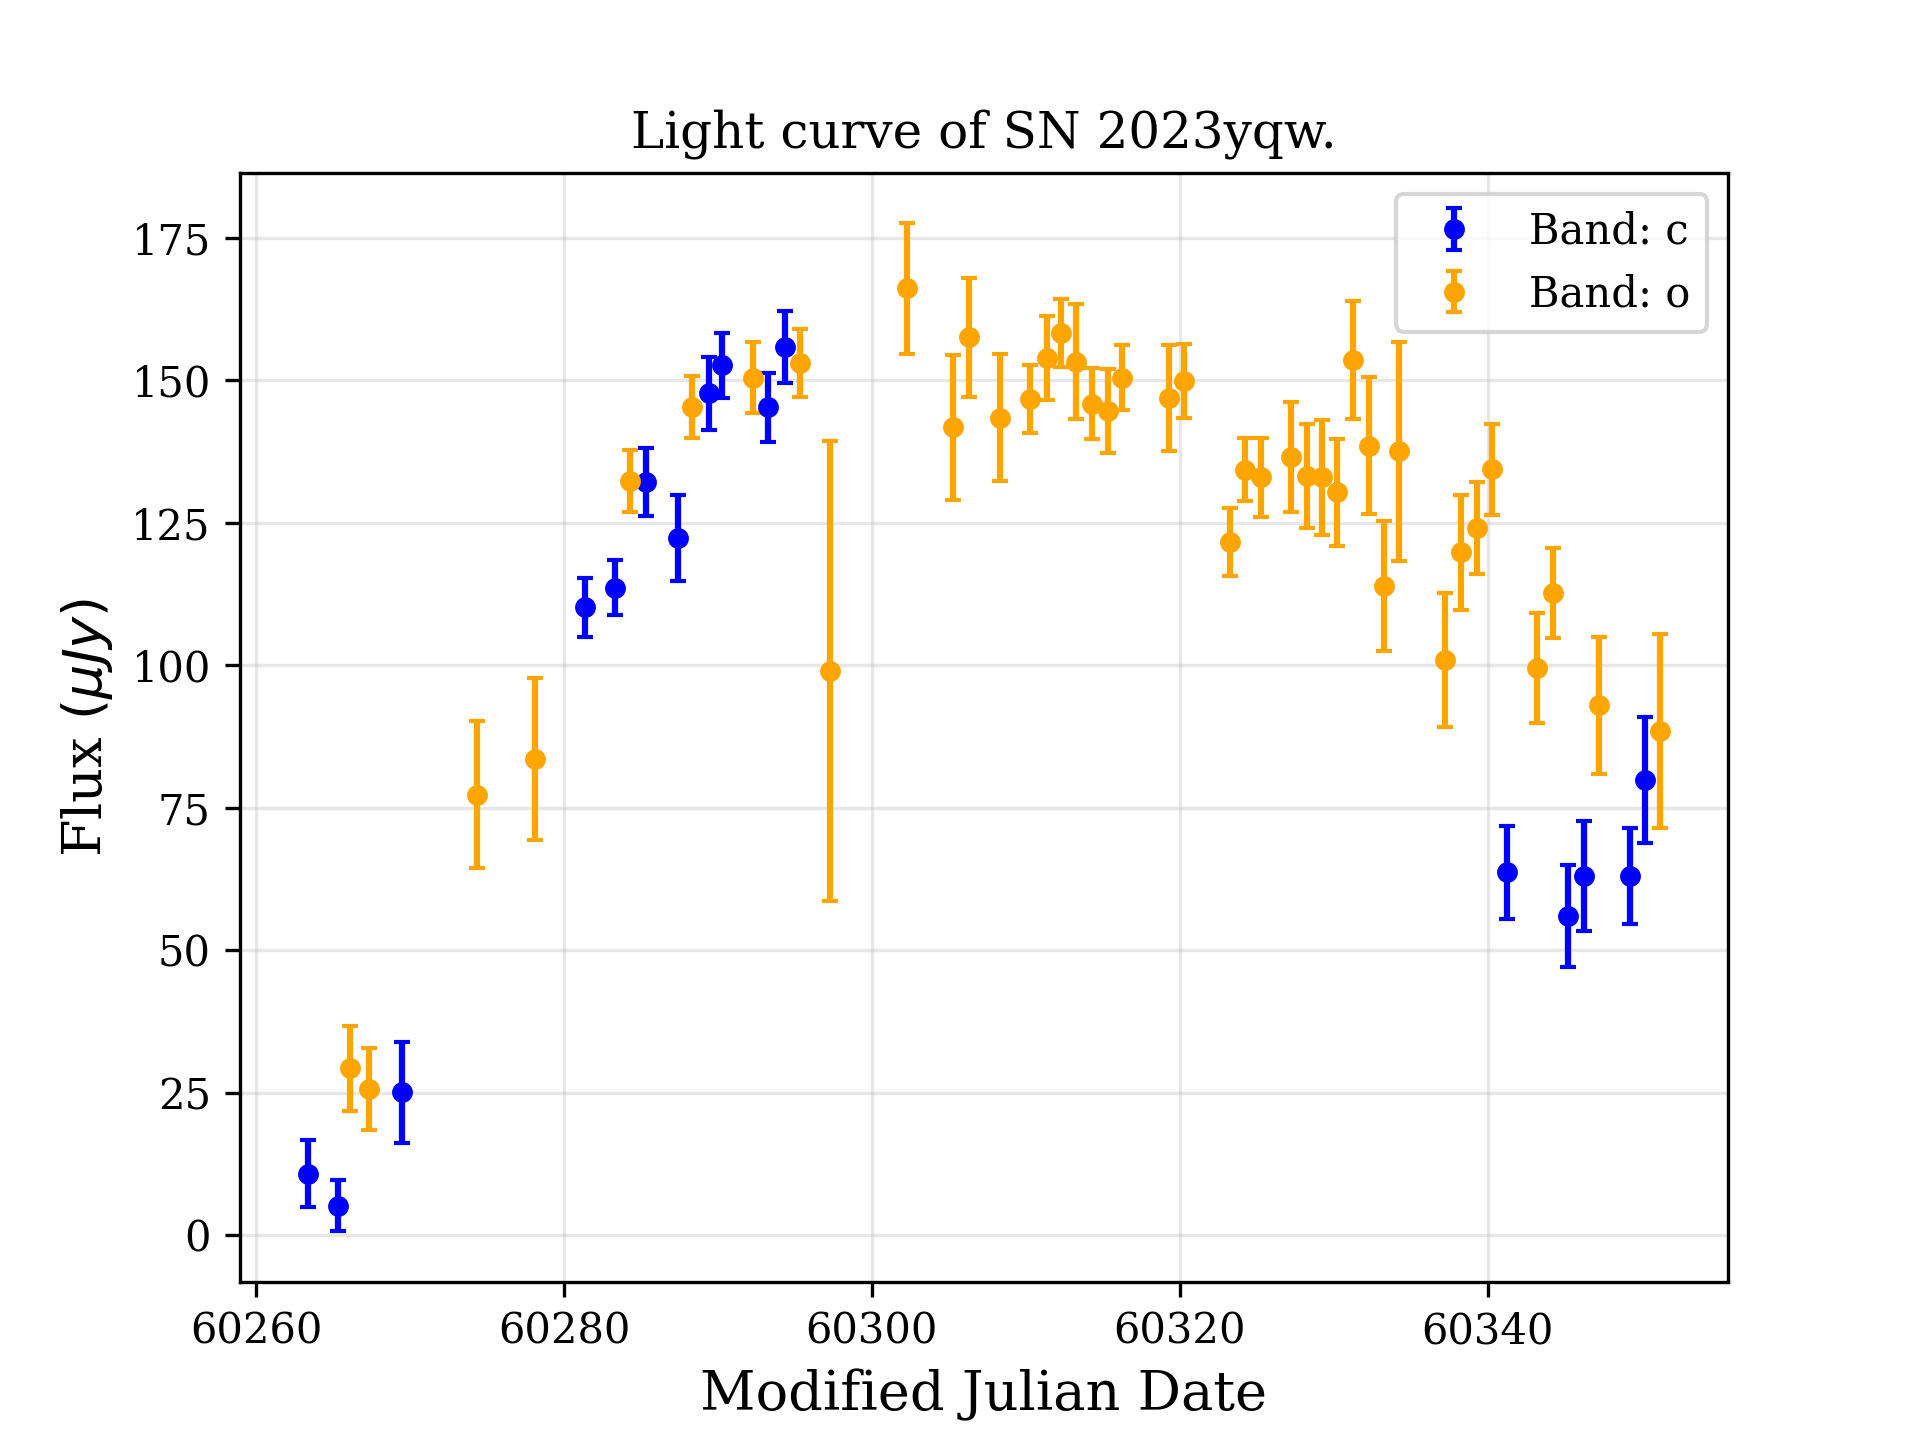 Light curve of SN 2023yqw.
Band: c
Band: o
175
150
125
100
75
50
25
0
Flux (μJy)
60260 60280 60300 60320 60340
Modified Julian Date